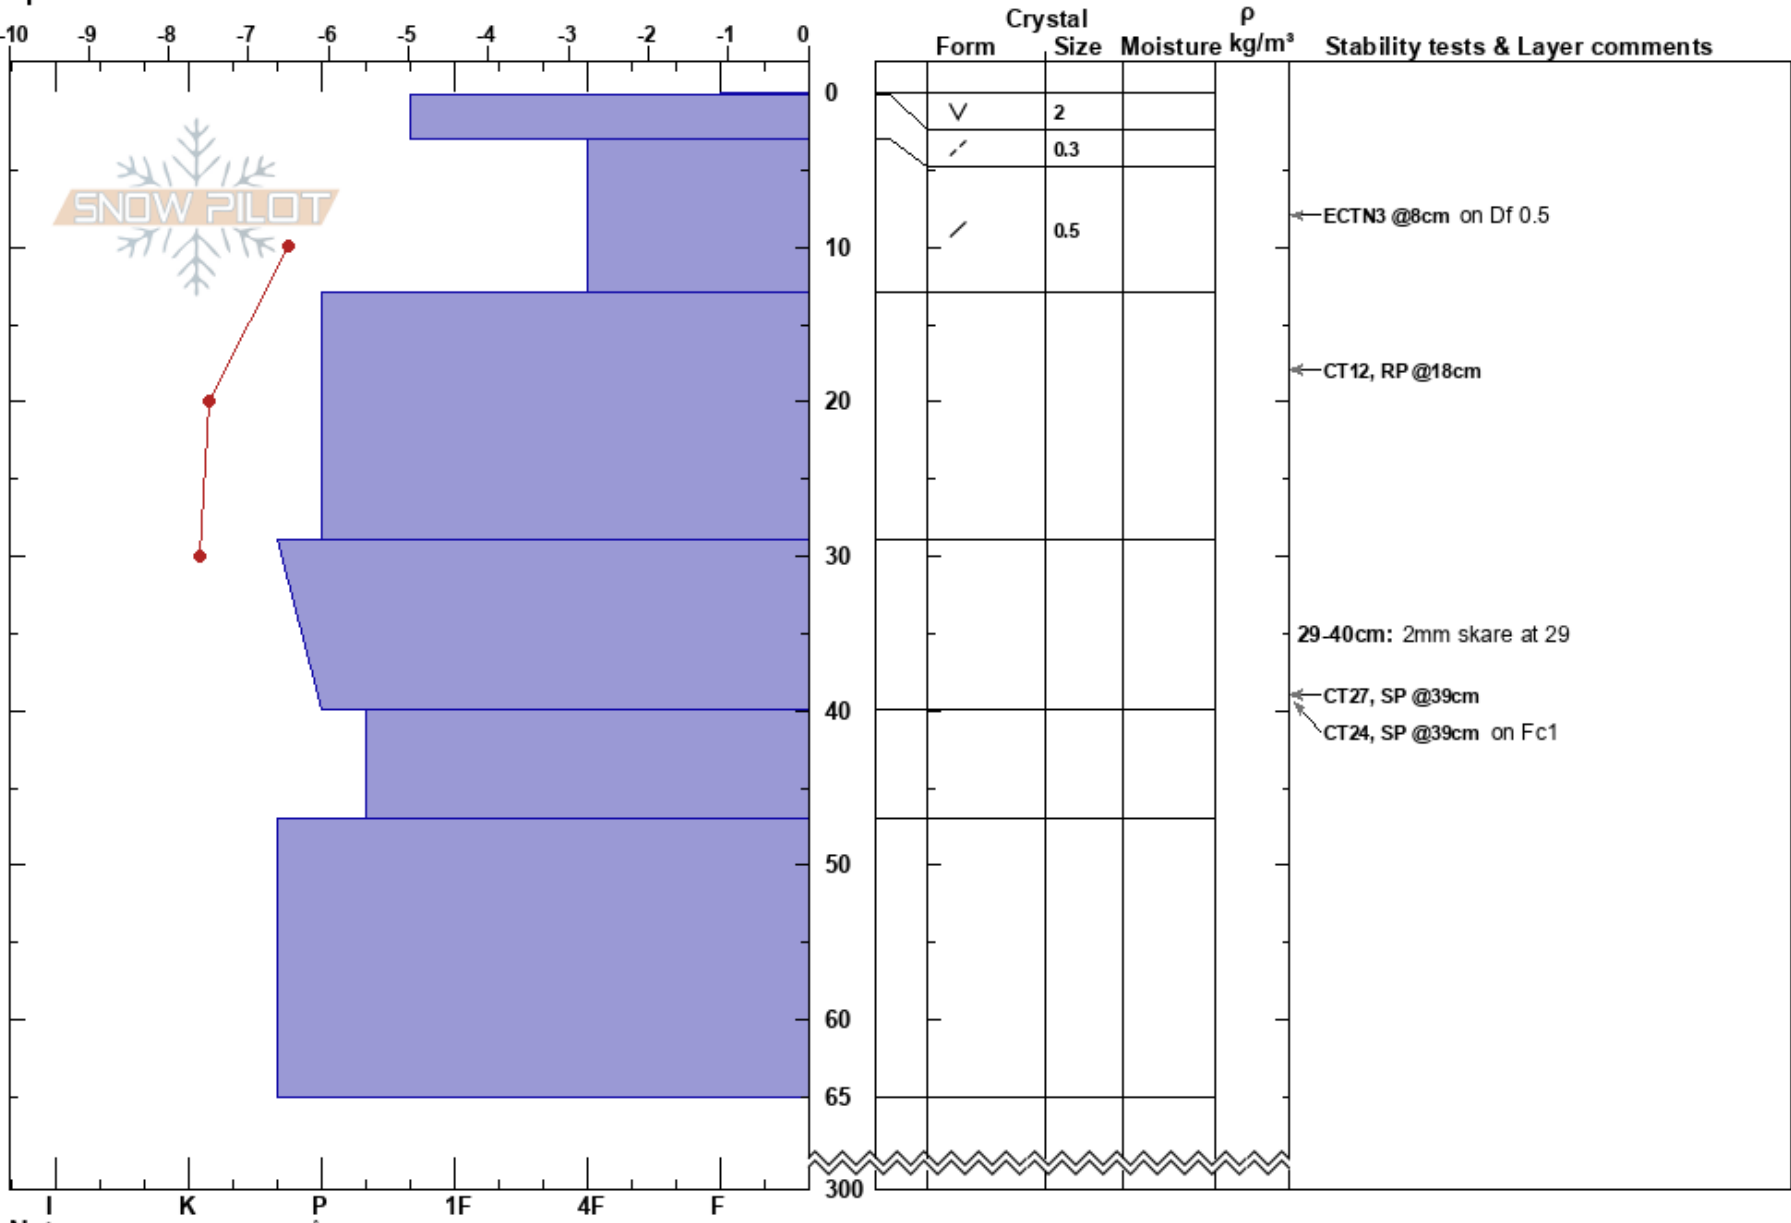 Crystal ρ
-10 -9 -8 -7 -6 -5 -4 -3 -2 -1 0 Form Size Moisture kg/m³ Stability tests & Layer comments
0
2
0.3
SNOW PILOT
ECTN3 @8cm on Df 0.5
0.5
10
CT12, RP @18cm
20
30
29-40cm: 2mm skare at 29
CT27, SP @39cm
40
CT24, SP @39cm on Fc1
50
60
65
300
I K P 1F 4F F